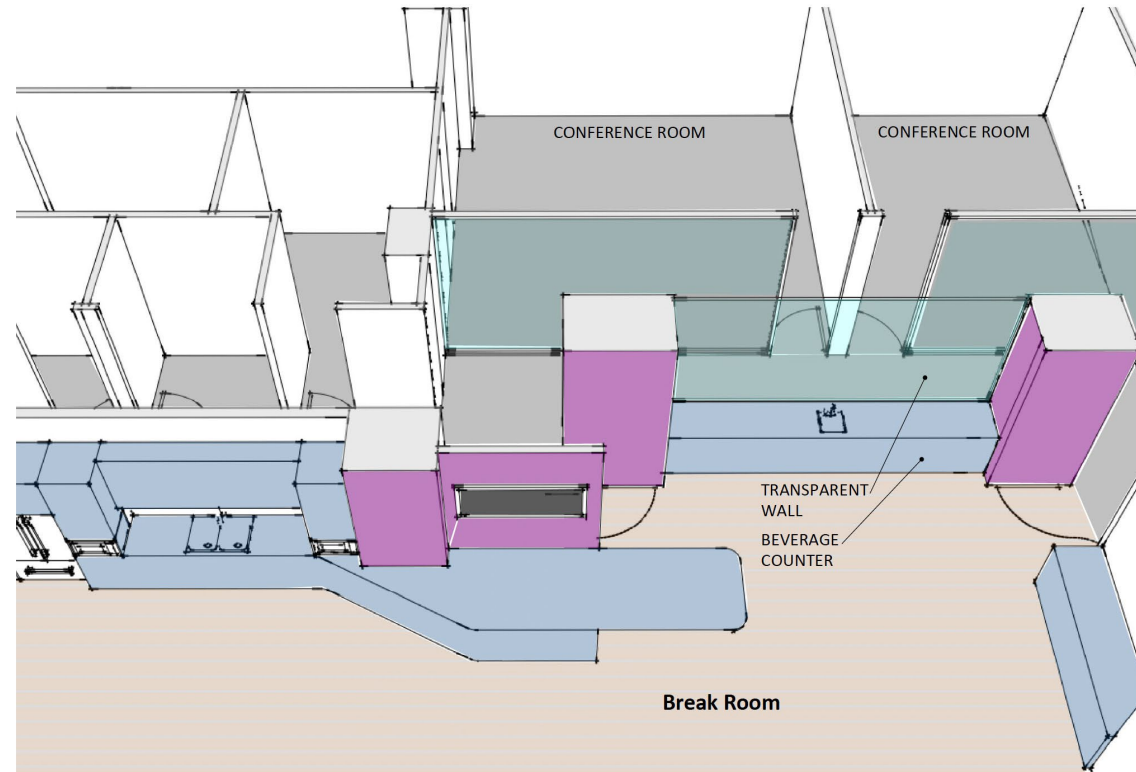 CONFERENCE ROOM
CONFERENCE ROOM
TRANSPARENT
WALL
BEVERAGE
COUNTER
Break Room